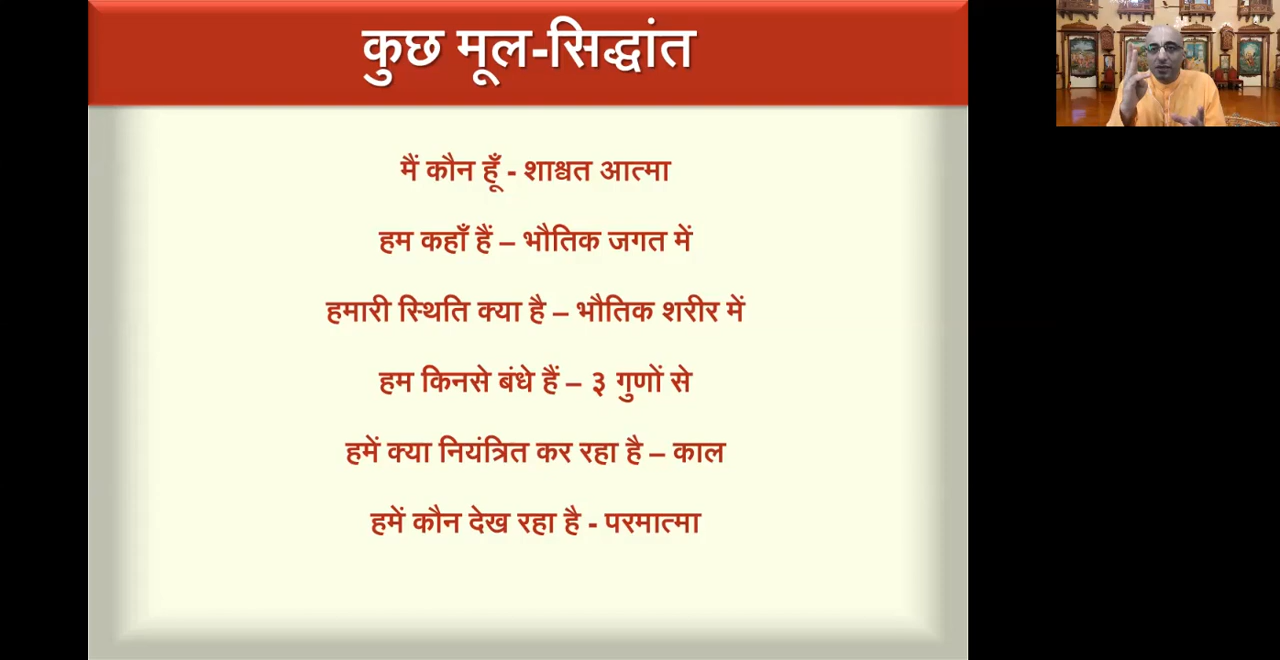 कुछ मूल-सिद्धांत
मैं कौन हूँ - शाश्वत आत्मा
हम कहाँ हैं – भौतिक जगत में
हमारी स्थिति क्या है – भौतिक शरीर में
हम किनसे बंधे हैं – ३ गुणों से
हमें क्या नियंत्रित कर रहा है – काल
हमें कौन देख रहा है - परमात्मा